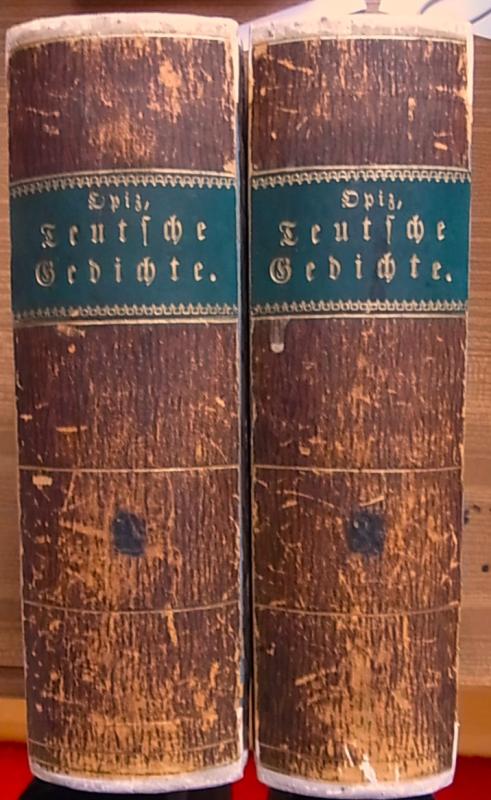 Opiz,
Teutſche
Gedichte.
Opiz,
Teutſche
Gedichte.